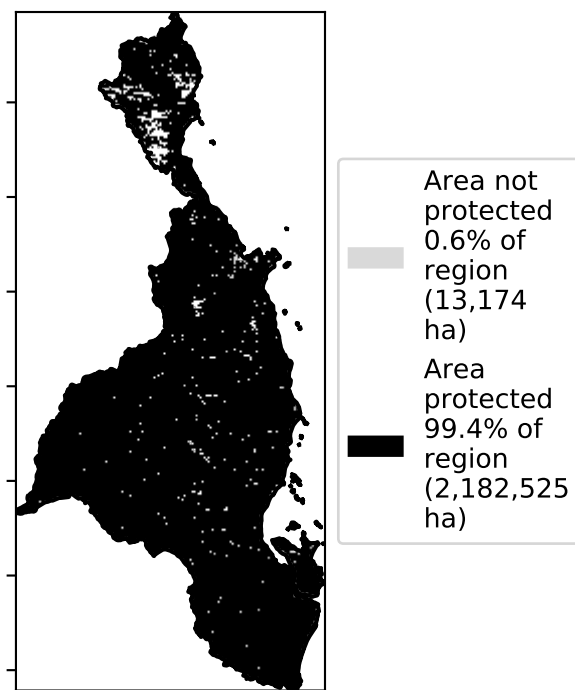 Area not
protected
0.6% of
region
(13,174
ha)
Area
protected
99.4% of
region
(2,182,525
ha)